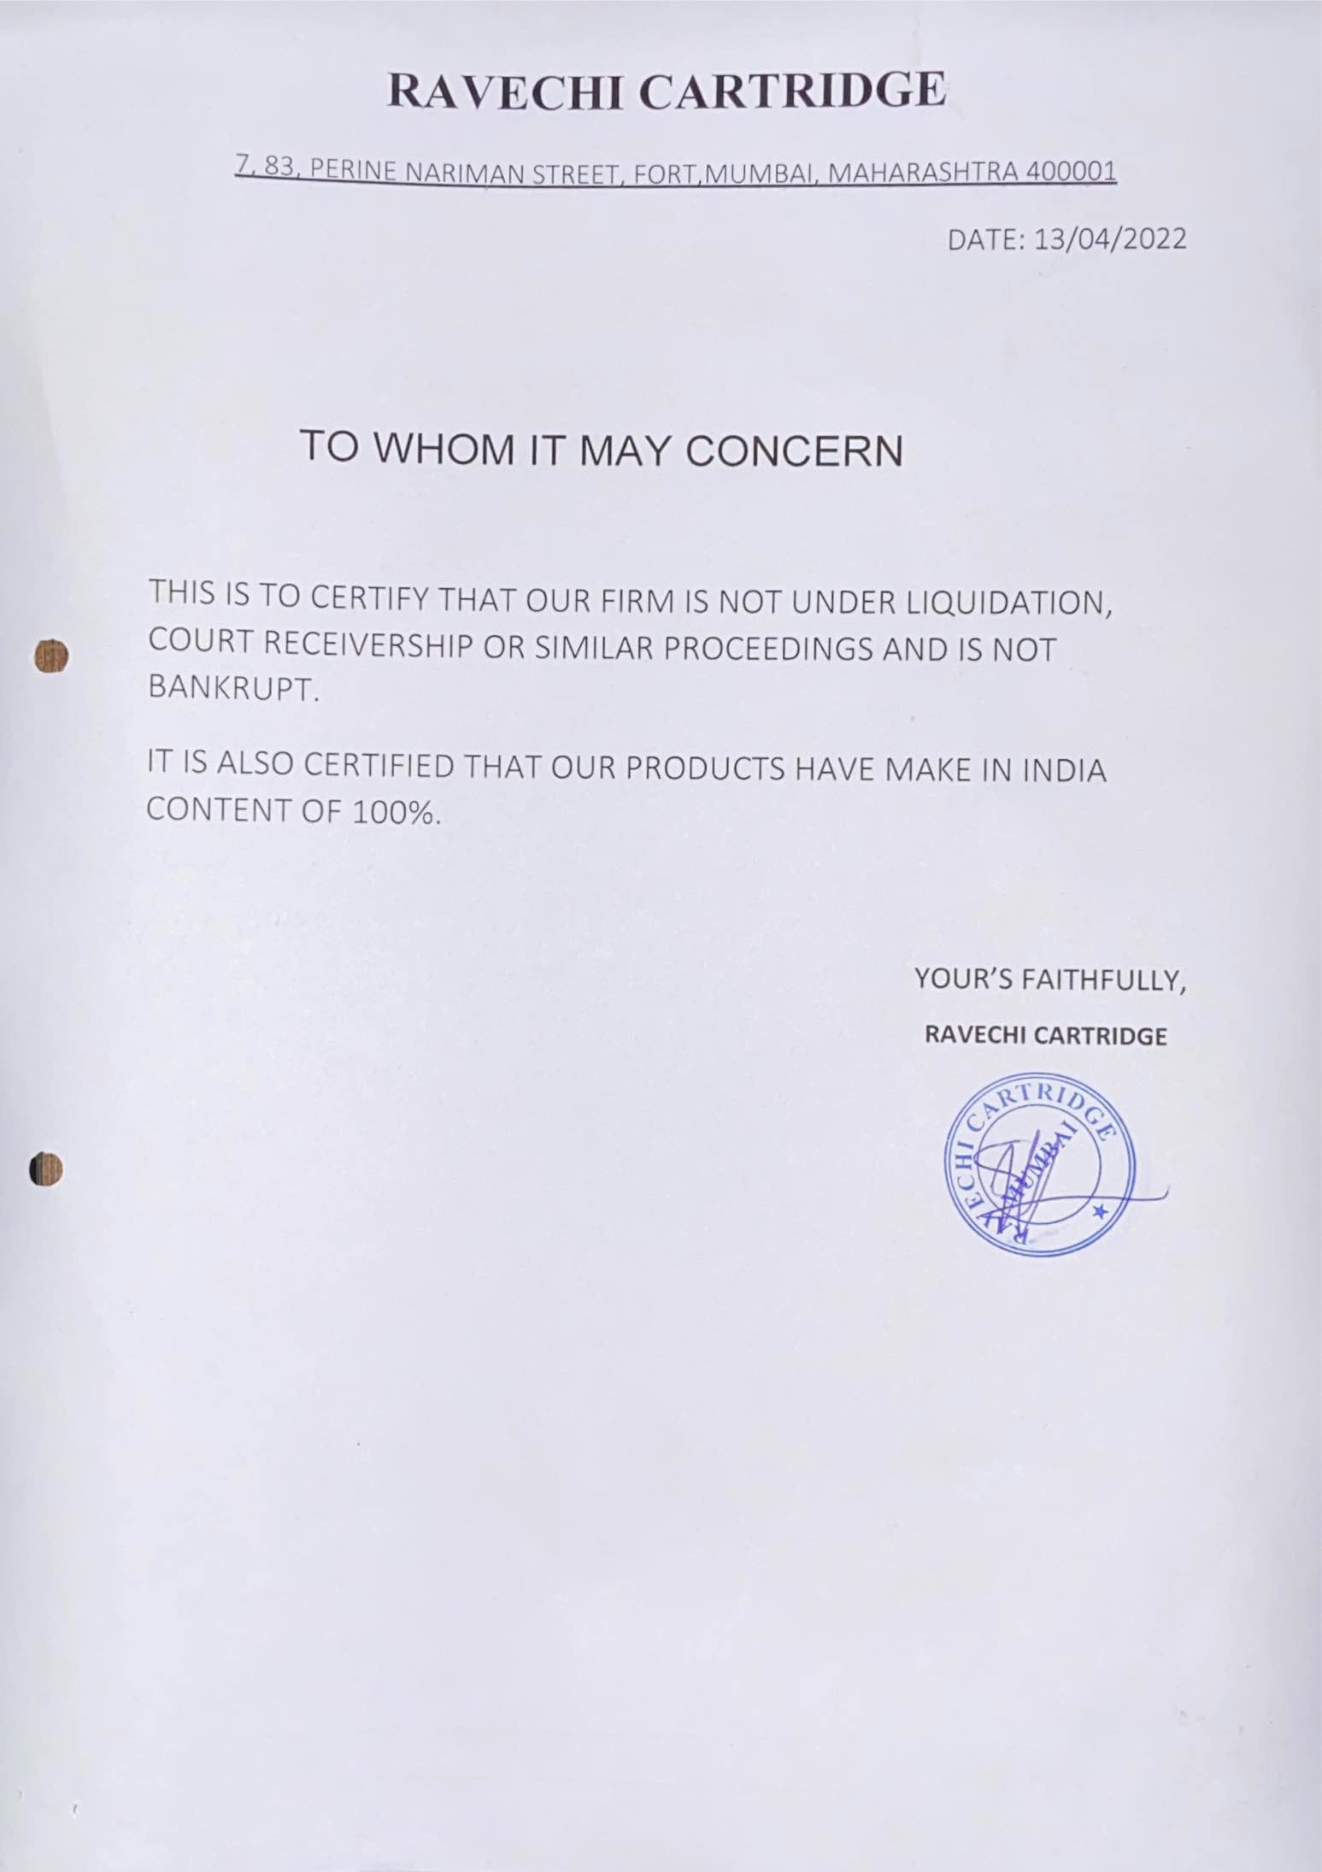 RAVECHI CARTRIDGE
7, 83, PERINE NARIMAN STREET, FORT,MUMBAI, MAHARASHTRA 400001
DATE: 13/04/2022
TO WHOM IT MAY CONCERN
THIS IS TO CERTIFY THAT OUR FIRM IS NOT UNDER LIQUIDATION,
COURT RECEIVERSHIP OR SIMILAR PROCEEDINGS AND IS NOT
BANKRUPT.
IT IS ALSO CERTIFIED THAT OUR PRODUCTS HAVE MAKE IN INDIA
CONTENT OF 100%.
YOUR'S FAITHFULLY,
RAVECHI CARTRIDGE
RAVECHI CARTRIDGE
MUMBAI